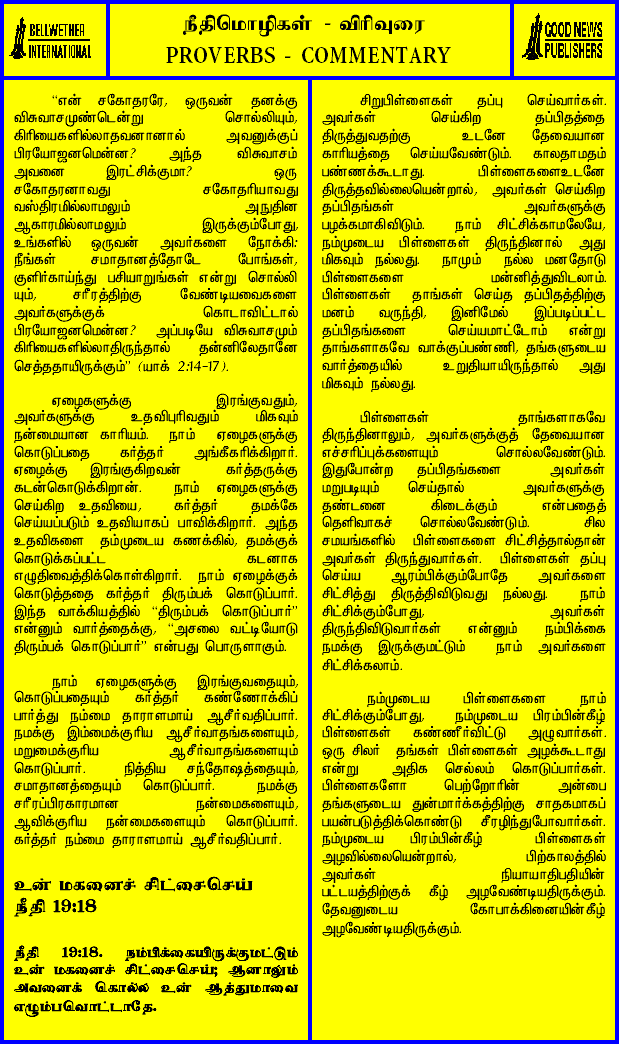 BELLWETHER
INTERNATIONAL
நீதிமொழிகள் - விரிவுரை
PROVERBS - COMMENTARY
GOOD NEWS
PUBLISHERS
“என் சகோதரரே, ஒருவன் தனக்கு
விசுவாசமுண்டென்று சொல்லியும்,
கிரியைகளில்லாதவனானால் அவனுக்குப்
பிரயோஜனமென்ன? அந்த விசுவாசம்
அவனை இரட்சிக்குமா? ஒரு
சகோதரனாவது சகோதரியாவது
வஸ்திரமில்லாமலும் அநுதின
ஆகாரமில்லாமலும் இருக்கும்போது,
உங்களில் ஒருவன் அவர்களை நோக்கி:
நீங்கள் சமாதானத்தோடே போங்கள்,
குளிர்காய்ந்து பசியாறுங்கள் என்று சொல்லி
யும், சரீரத்திற்கு வேண்டியவைகளை
அவர்களுக்குக் கொடாவிட்டால்
பிரயோஜனமென்ன? அப்படியே விசுவாசமும்
கிரியைகளில்லாதிருந்தால் தன்னிலேதானே
செத்ததாயிருக்கும்” (யாக் 2:14-17).
ஏழைகளுக்கு இரங்குவதும்,
அவர்களுக்கு உதவிபுரிவதும் மிகவும்
நன்மையான காரியம். நாம் ஏழைகளுக்கு
கொடுப்பதை கர்த்தர் அங்கீகரிக்கிறார்.
ஏழைக்கு இரங்குகிறவன் கர்த்தருக்கு
கடன்கொடுக்கிறான். நாம் ஏழைகளுக்கு
செய்கிற உதவியை, கர்த்தர் தமக்கே
செய்யப்படும் உதவியாகப் பாவிக்கிறார். அந்த
உதவிகளை தம்முடைய கணக்கில், தமக்குக்
கொடுக்கப்பட்ட கடனாக
எழுதிவைத்திக்கொள்கிறார். நாம் ஏழைக்குக்
கொடுத்ததை கர்த்தர் திரும்பக் கொடுப்பார்.
இந்த வாக்கியத்தில் “திரும்பக் கொடுப்பார்”
என்னும் வார்த்தைக்கு, “அசலை வட்டியோடு
திரும்பக் கொடுப்பார்” என்பது பொருளாகும்.
நாம் ஏழைகளுக்கு இரங்குவதையும்,
கொடுப்பதையும் கர்த்தர் கண்ணோக்கிப்
பார்த்து நம்மை தாராளமாய் ஆசீர்வதிப்பார்.
நமக்கு இம்மைக்குரிய ஆசீர்வாதங்களையும்,
மறுமைக்குரிய ஆசீர்வாதங்களையும்
கொடுப்பார். நித்திய சந்தோஷத்தையும்,
சமாதானத்தையும் கொடுப்பார். நமக்கு
சரீரப்பிரகாரமான நன்மைகளையும்,
ஆவிக்குரிய நன்மைகளையும் கொடுப்பார்.
கர்த்தர் நம்மை தாராளமாய் ஆசீர்வதிப்பார்.
உன் மகனைச் சிட்சைசெய்
நீதி 19:18
நீதி 19:18. நம்பிக்கையிருக்குமட்டும்
உன் மகனைச் சிட்சைசெய்; ஆனாலும்
அவனைக் கொல்ல உன் ஆத்துமாவை
எழும்பவொட்டாதே.
சிறுபிள்ளைகள் தப்பு செய்வார்கள்.
அவர்கள் செய்கிற தப்பிதத்தை
திருத்துவதற்கு உடனே தேவையான
காரியத்தை செய்யவேண்டும். காலதாமதம்
பண்ணக்கூடாது. பிள்ளைகளைஉடனே
திருத்தவில்லையென்றால், அவர்கள் செய்கிற
தப்பிதங்கள் அவர்களுக்கு
பழக்கமாகிவிடும். நாம் சிட்சிக்காமலேயே,
நம்முடைய பிள்ளைகள் திருந்தினால் அது
மிகவும் நல்லது. நாமும் நல்ல மனதோடு
பிள்ளைகளை மன்னித்துவிடலாம்.
பிள்ளைகள் தாங்கள் செய்த தப்பிதத்திற்கு
மனம் வருந்தி, இனிமேல் இப்படிப்பட்ட
தப்பிதங்களை செய்யமாட்டோம் என்று
தாங்களாகவே வாக்குப்பண்ணி, தங்களுடைய
வார்த்தையில் உறுதியாயிருந்தால் அது
மிகவும் நல்லது.
பிள்ளைகள் தாங்களாகவே
திருந்தினாலும், அவர்களுக்குத் தேவையான
எச்சரிப்புக்களையும் சொல்லவேண்டும்.
இதுபோன்ற தப்பிதங்களை அவர்கள்
மறுபடியும் செய்தால் அவர்களுக்கு
தண்டனை கிடைக்கும் என்பதைத்
தெளிவாகச் சொல்லவேண்டும். சில
சமயங்களில் பிள்ளைகளை சிட்சித்தால்தான்
அவர்கள் திருந்துவார்கள். பிள்ளைகள் தப்பு
செய்ய ஆரம்பிக்கும்போதே அவர்களை
சிட்சித்து திருத்திவிடுவது நல்லது. நாம்
சிட்சிக்கும்போது, அவர்கள்
திருந்திவிடுவார்கள் என்னும் நம்பிக்கை
நமக்கு இருக்குமட்டும் நாம் அவர்களை
சிட்சிக்கலாம்.
நம்முடைய பிள்ளைகளை நாம்
சிட்சிக்கும்போது, நம்முடைய பிரம்பின்கீழ்
பிள்ளைகள் கண்ணீர்விட்டு அழுவார்கள்.
ஒரு சிலர் தங்கள் பிள்ளைகள் அழக்கூடாது
என்று அதிக செல்லம் கொடுப்பார்கள்.
பிள்ளைகளோ பெற்றோரின் அன்பை
தங்களுடைய துன்மார்க்கத்திற்கு சாதகமாகப்
பயன்படுத்திக்கொண்டு சீரழிந்துபோவார்கள்.
நம்முடைய பிரம்பின்கீழ் பிள்ளைகள்
அழவில்லையென்றால், பிற்காலத்தில்
அவர்கள் நியாயாதிபதியின்
பட்டயத்திற்குக் கீழ் அழவேண்டியதிருக்கும்.
தேவனுடைய கோபாக்கினையின்கீழ்
அழவேண்டியதிருக்கும்.